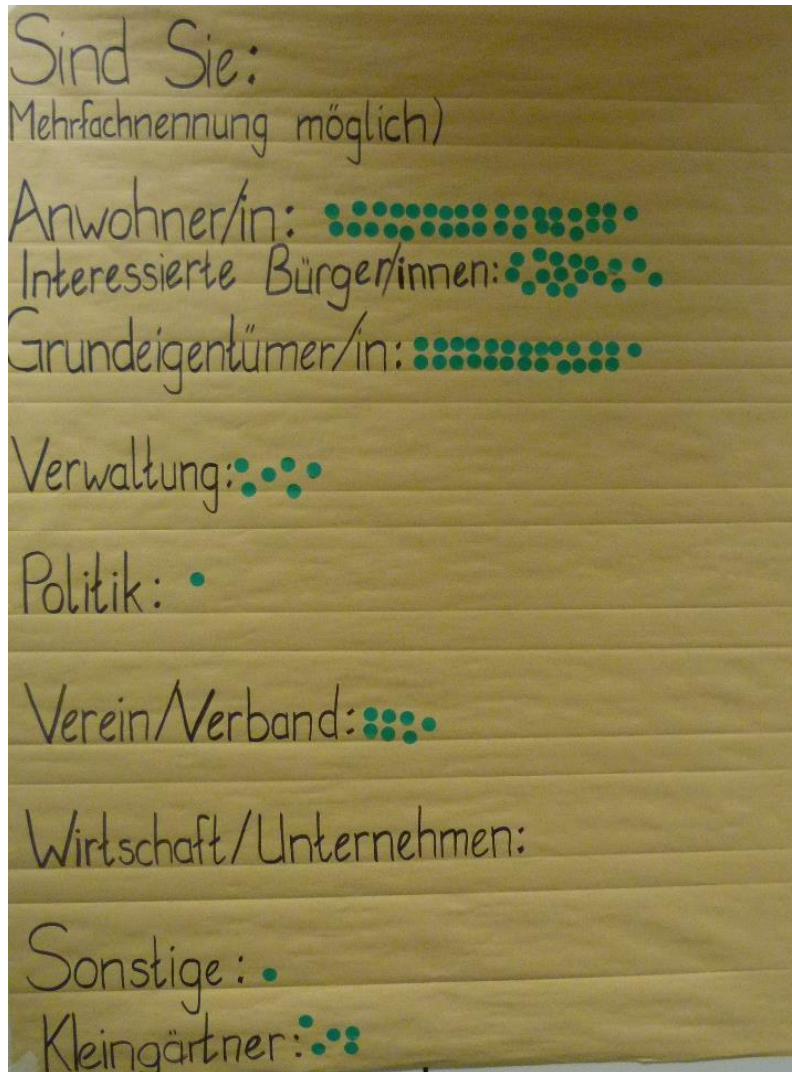 Sind Sie:
Mehrfachnennung möglich)
Anwohner/in:
Interessierte Bürger/innen:
Grundeigentümer/in:
Verwaltung:
Politik:
Verein/Verband:
Wirtschaft/Unternehmen:
Sonstige:
Kleingärtner: